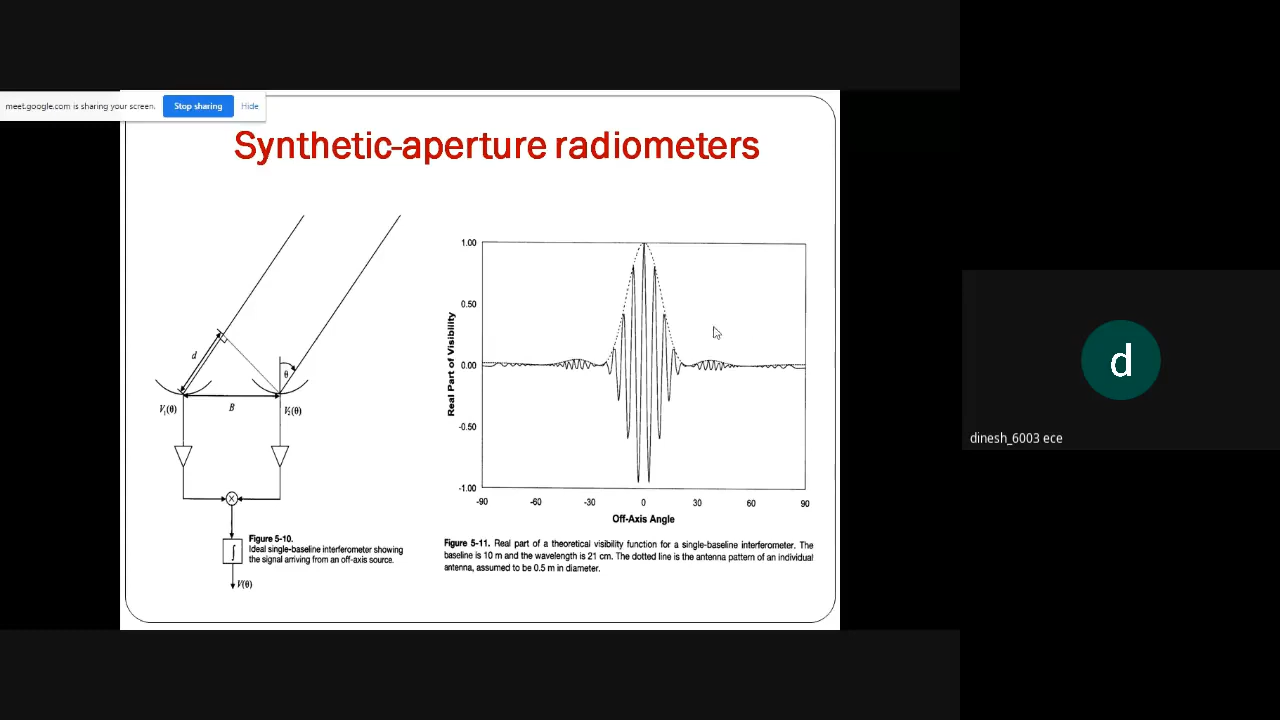 meet.google.com is sharing your screen.
Stop sharing
Hide
Synthetic-aperture radiometers
d
θ
B
V₁(θ)
V₂(θ)
×
∫
V(θ)
Figure 5-10.
Ideal single-baseline interferometer showing
the signal arriving from an off-axis source.
Real Part of Visibility
1.00
0.50
0.00
-0.50
-1.00
-90 -60 -30 0 30 60 90
Off-Axis Angle
Figure 5-11. Real part of a theoretical visibility function for a single-baseline interferometer. The
baseline is 10 m and the wavelength is 21 cm. The dotted line is the antenna pattern of an individual
antenna, assumed to be 0.5 m in diameter.
d
dinesh_6003 ece